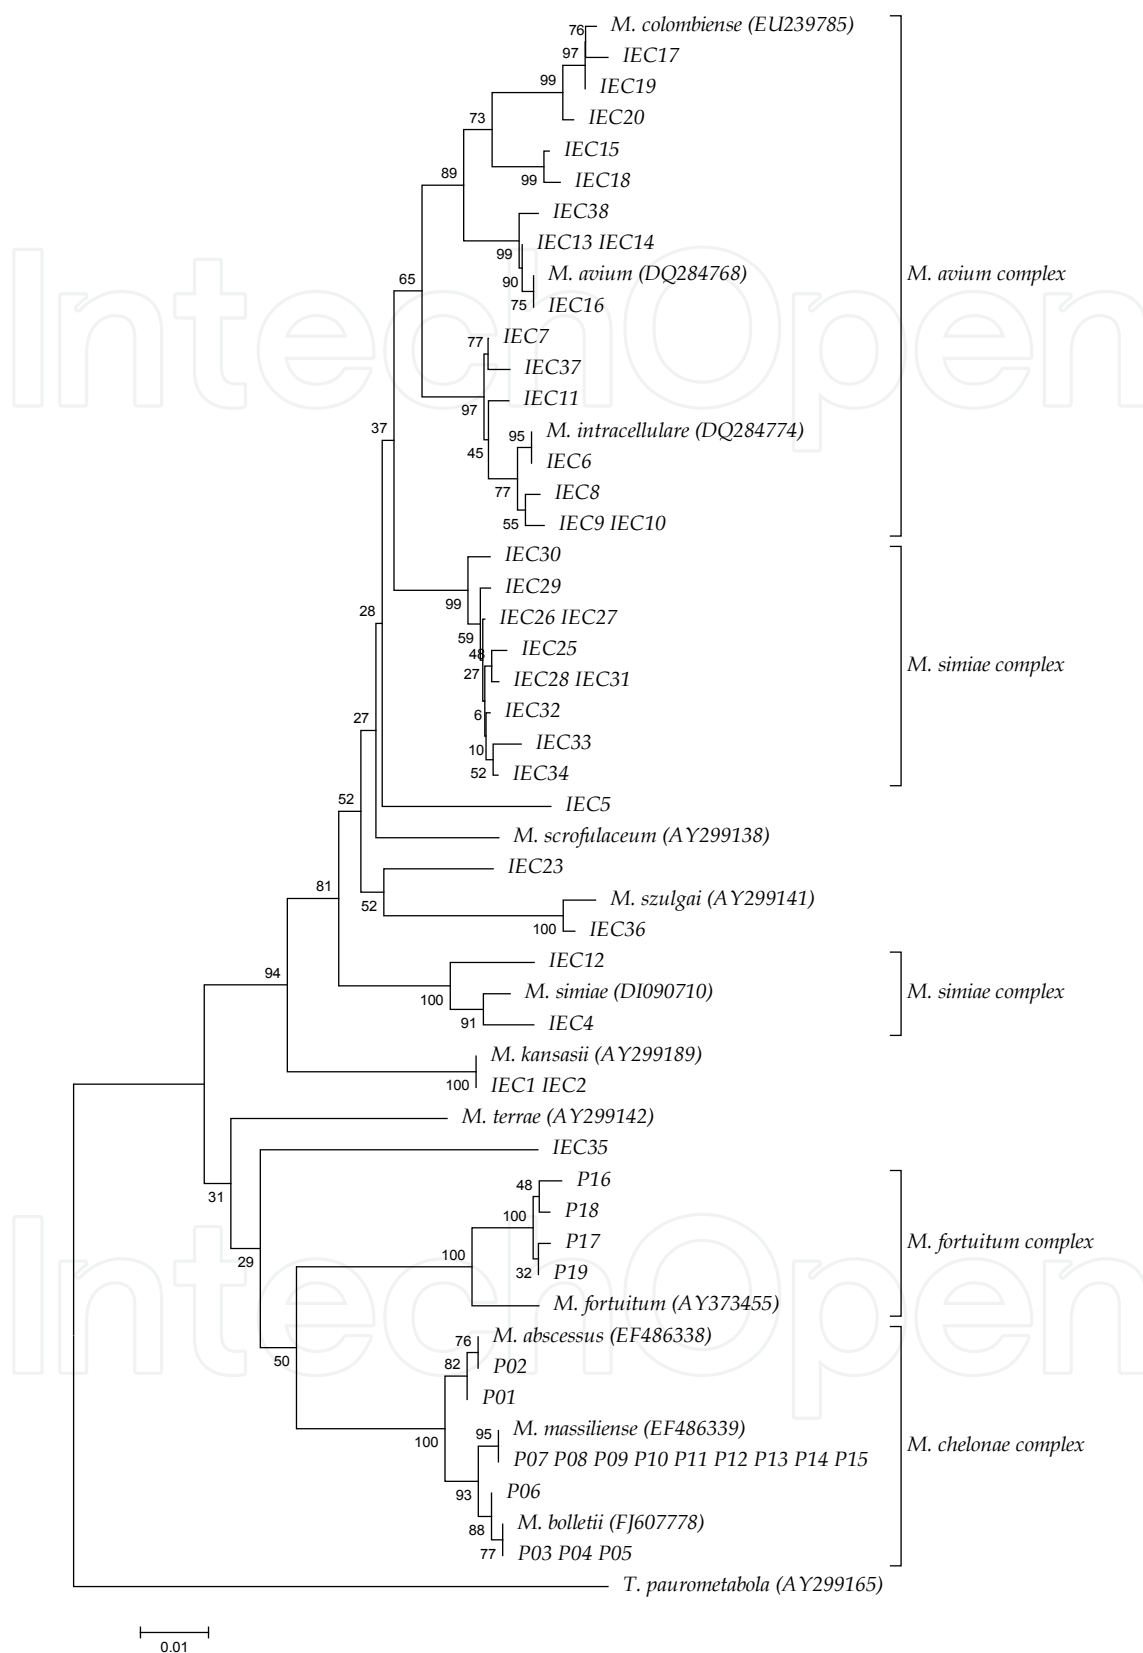 76
M. colombiense (EU239785)
97
IEC17
IEC19
99
IEC20
73
IEC15
99
IEC18
89
IEC38
IEC13 IEC14
99
M. avium (DQ284768)
90
75
IEC16
M. avium complex
65
77
IEC7
IEC37
97
IEC11
37
95
M. intracellulare (DQ284774)
45
IEC6
77
IEC8
55
IEC9 IEC10
IEC30
IEC29
99
28
IEC26 IEC27
59
IEC25
48
27
IEC28 IEC31
M. simiae complex
IEC32
6
27
IEC33
10
52
IEC34
52
IEC5
M. scrofulaceum (AY299138)
IEC23
81
52
M. szulgai (AY299141)
100
IEC36
IEC12
94
100
M. simiae (DI090710)
M. simiae complex
91
IEC4
M. kansasii (AY299189)
100
IEC1 IEC2
M. terrae (AY299142)
IEC35
31
48
P16
100
P18
P17
M. fortuitum complex
100
29
32
P19
M. fortuitum (AY373455)
76
M. abscessus (EF486338)
50
82
P02
P01
95
M. massiliense (EF486339)
100
M. chelonae complex
P07 P08 P09 P10 P11 P12 P13 P14 P15
93
P06
M. bolletii (FJ607778)
88
77
P03 P04 P05
T. paurometabola (AY299165)
0.01
IntechOpen
IntechOpen